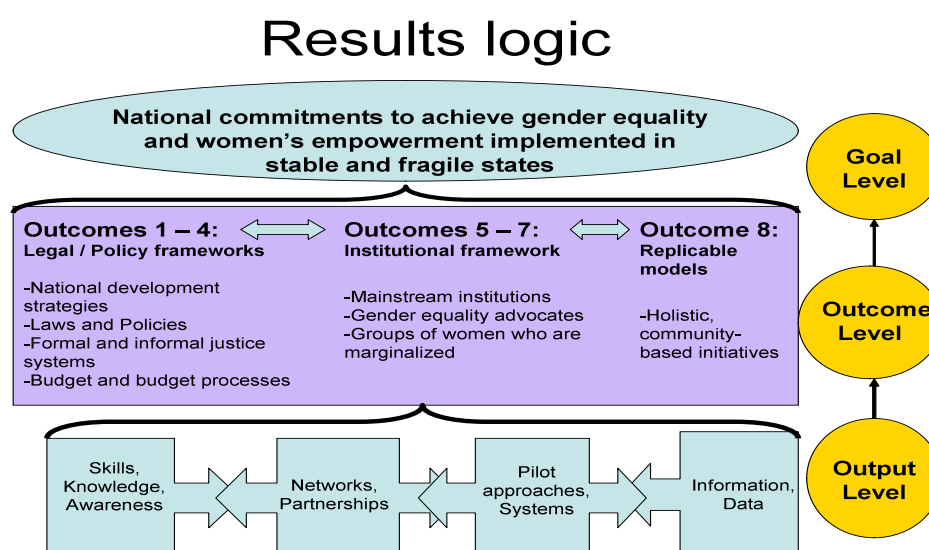 Results logic
National commitments to achieve gender equality
and women's empowerment implemented in
stable and fragile states
Goal
Level
Outcomes 1 – 4:
Legal / Policy frameworks
-National development
strategies
-Laws and Policies
-Formal and informal justice
systems
-Budget and budget processes
Outcomes 5 – 7:
Institutional framework
-Mainstream institutions
-Gender equality advocates
-Groups of women who are
marginalized
Outcome 8:
Replicable
models
-Holistic,
community-
based initiatives
Outcome
Level
Skills,
Knowledge,
Awareness
Networks,
Partnerships
Pilot
approaches,
Systems
Information,
Data
Output
Level